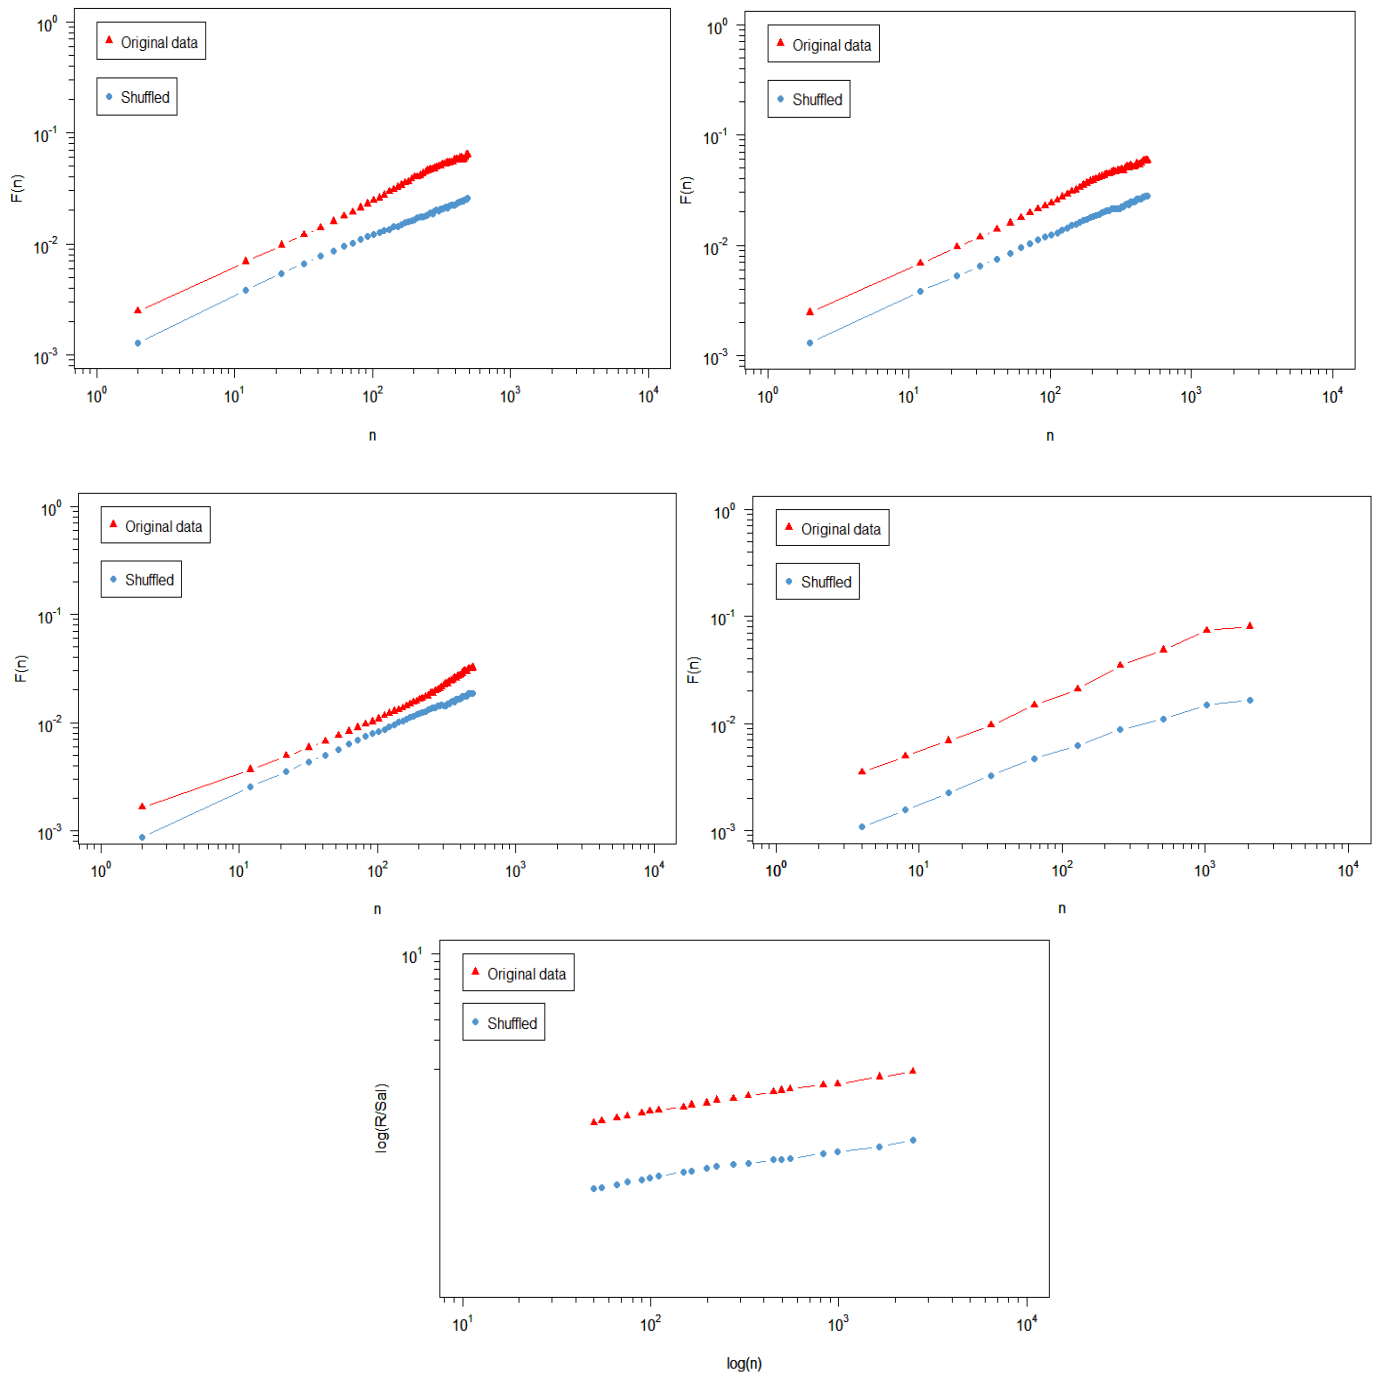 10⁰
Original data
Shuffled
10⁻¹
F(n)
10⁻²
10⁻³
10⁰ 10¹ 10² 10³ 10⁴
n
10⁰
Original data
Shuffled
10⁻¹
F(n)
10⁻²
10⁻³
10⁰ 10¹ 10² 10³ 10⁴
n
10⁰
Original data
Shuffled
10⁻¹
F(n)
10⁻²
10⁻³
10⁰ 10¹ 10² 10³ 10⁴
n
10⁰
Original data
Shuffled
10⁻¹
F(n)
10⁻²
10⁻³
10⁰ 10¹ 10² 10³ 10⁴
n
10¹
Original data
Shuffled
log(R/Sal)
10¹ 10² 10³ 10⁴
log(n)